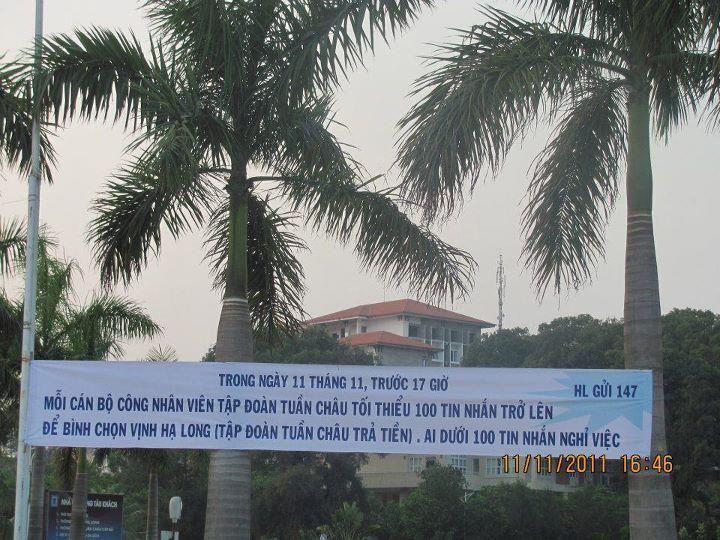 TRONG NGÀY 11 THÁNG 11, TRƯỚC 17 GIỜ
HL GỬI 147
MỖI CÁN BỘ CÔNG NHÂN VIÊN TẬP ĐOÀN TUẦN CHÂU TỐI THIỂU 100 TIN NHẮN TRỞ LÊN
ĐỂ BÌNH CHỌN VỊNH HẠ LONG (TẬP ĐOÀN TUẦN CHÂU TRẢ TIỀN) . AI DƯỚI 100 TIN NHẮN NGHỈ VIỆC
11/11/2011 16:46
TÀU KHÁCH